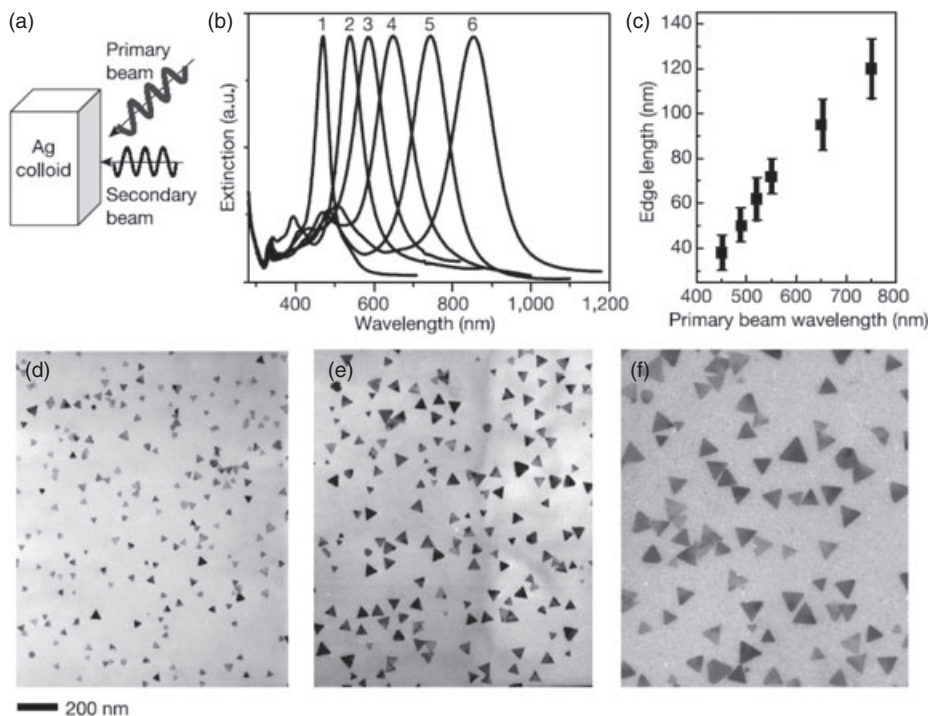 (a)
Primary
beam
Ag
colloid
Secondary
beam
(b)
1 2 3 4 5 6
Extinction (a.u.)
400 600 800 1,000 1,200
Wavelength (nm)
(c)
140
120
100
80
60
40
Edge length (nm)
400 500 600 700 800
Primary beam wavelength (nm)
(d)
(e)
(f)
200 nm